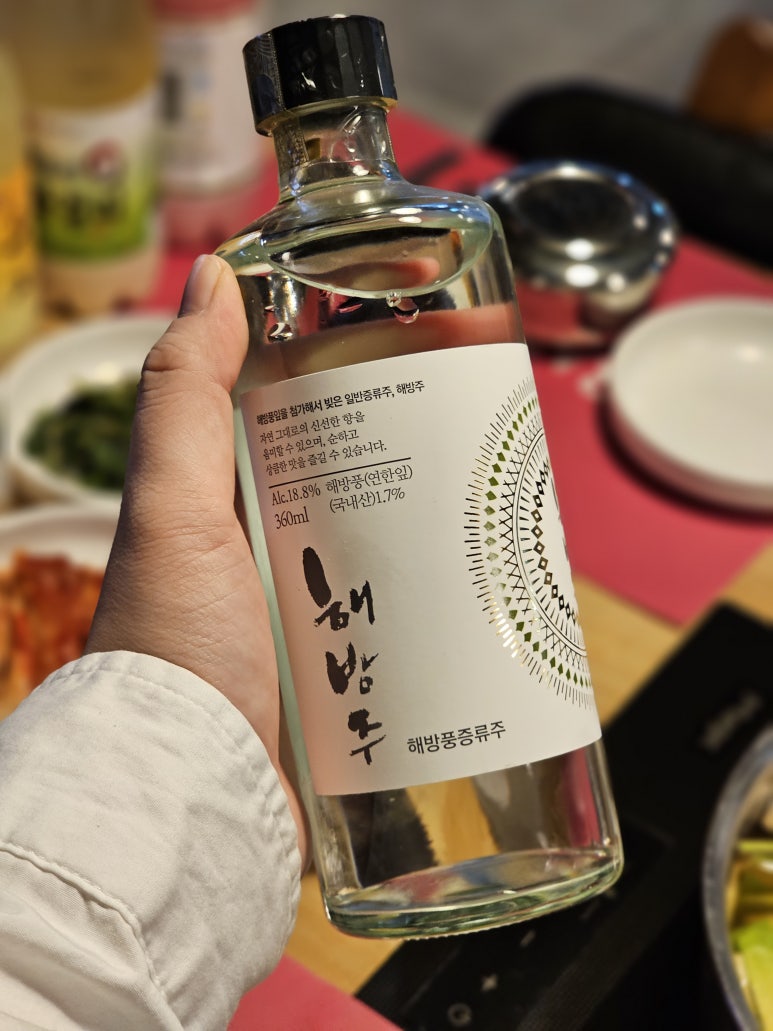 해방풍잎을 첨가해서 빚은 일반증류주, 해방주
자연 그대로의 신선한 향을
음미할 수 있으며, 순하고
상큼한 맛을 즐길 수 있습니다.
Alc.18.8% 해방풍(연한잎)
360ml (국내산)1.7%
해방주
해방풍증류주